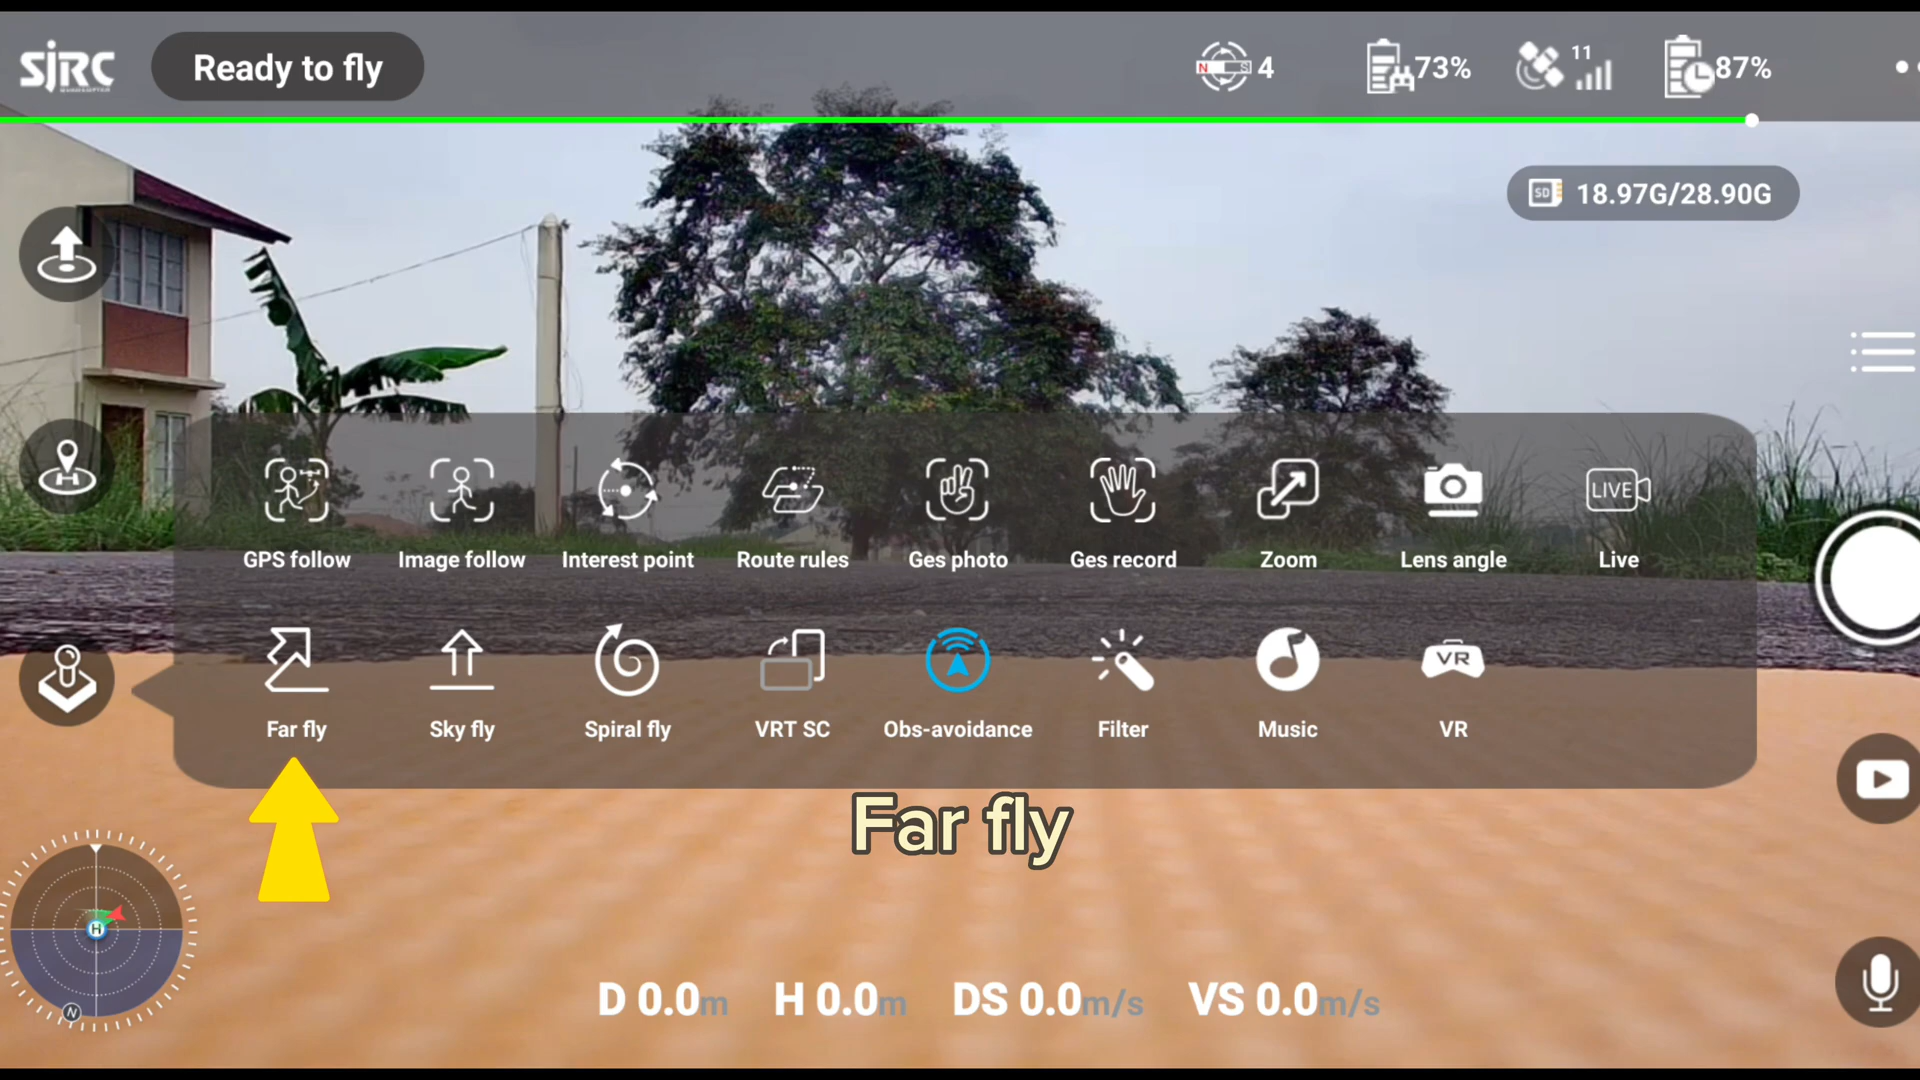 SJRC
Ready to fly
N S 4
73%
11
87%
SD 18.97G/28.90G
H
GPS follow
Image follow
Interest point
Route rules
Ges photo
Ges record
Zoom
Lens angle
LIVE
Live
Far fly
Sky fly
Spiral fly
VRT SC
Obs-avoidance
Filter
Music
VR
VR
Far fly
H
N
D 0.0m H 0.0m DS 0.0m/s VS 0.0m/s